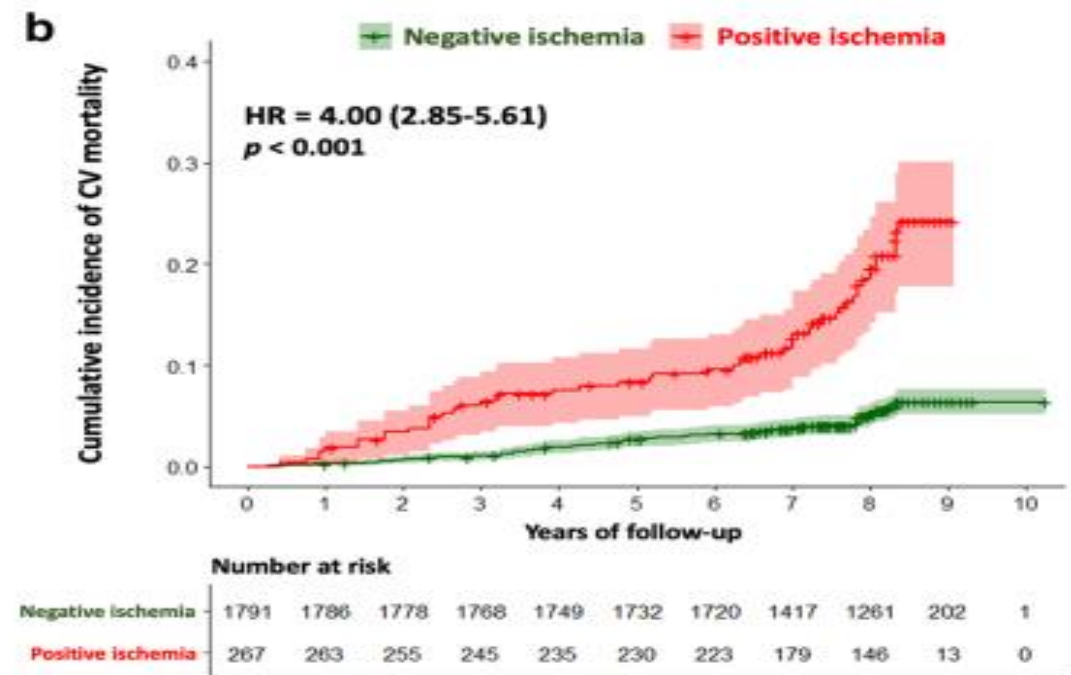 b
Negative ischemia Positive ischemia
Cumulative incidence of CV mortality
0.4
HR = 4.00 (2.85-5.61)
p < 0.001
0.3
0.2
0.1
0.0
0 1 2 3 4 5 6 7 8 9 10
Years of follow-up
Number at risk
Negative ischemia 1791 1786 1778 1768 1749 1732 1720 1417 1261 202 1
Positive ischemia 267 263 255 245 235 230 223 179 146 13 0